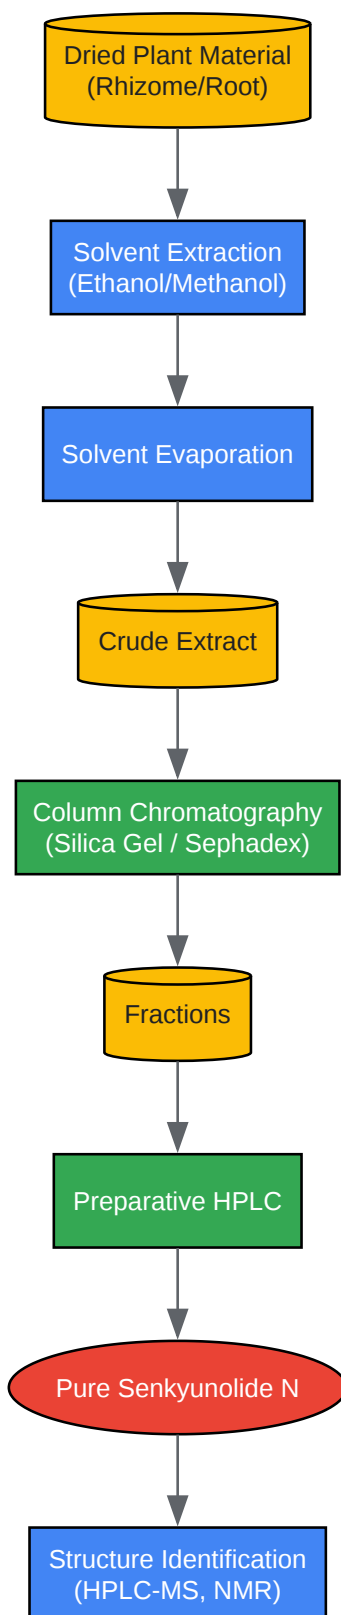 Dried Plant Material
(Rhizome/Root)
Solvent Extraction
(Ethanol/Methanol)
Solvent Evaporation
Crude Extract
Column Chromatography
(Silica Gel / Sephadex)
Fractions
Preparative HPLC
Pure Senkyunolide N
Structure Identification
(HPLC-MS, NMR)